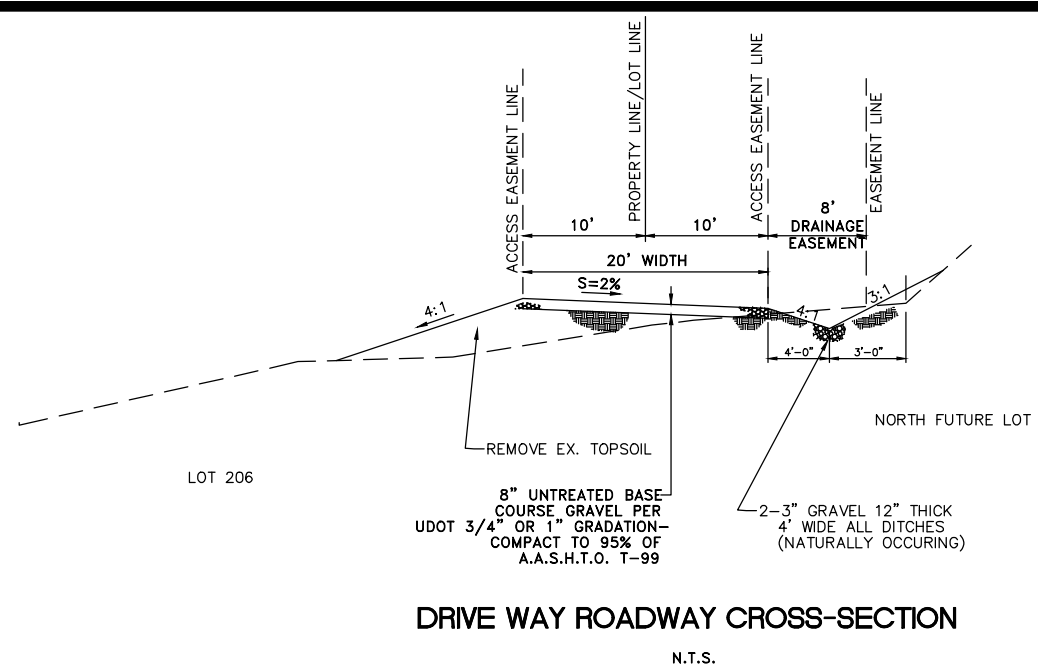 ACCESS EASEMENT LINE
PROPERTY LINE/LOT LINE
ACCESS EASEMENT LINE
EASEMENT LINE
10'
10'
8'
DRAINAGE
EASEMENT
20' WIDTH
S=2%
4:1
4:1
3:1
4'-0"
3'-0"
NORTH FUTURE LOT
REMOVE EX. TOPSOIL
LOT 206
8" UNTREATED BASE
COURSE GRAVEL PER
UDOT 3/4" OR 1" GRADATION-
COMPACT TO 95% OF
A.A.S.H.T.O. T-99
2-3" GRAVEL 12" THICK
4' WIDE ALL DITCHES
(NATURALLY OCCURING)
DRIVE WAY ROADWAY CROSS-SECTION
N.T.S.